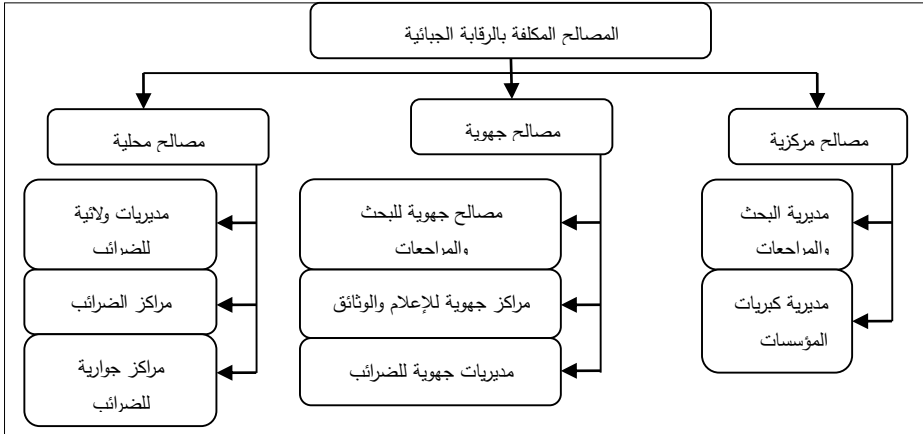 المصالح المكلفة بالرقابة الجبائية
مصالح مركزية
مصالح جهوية
مصالح محلية
مديرية البحث
والمراجعات
مديرية كبريات
المؤسسات
مصالح جهوية للبحث
والمراجعات
مراكز جهوية للإعلام والوثائق
مديريات جهوية للضرائب
مديريات ولائية
للضرائب
مراكز الضرائب
مراكز جوارية
للضرائب